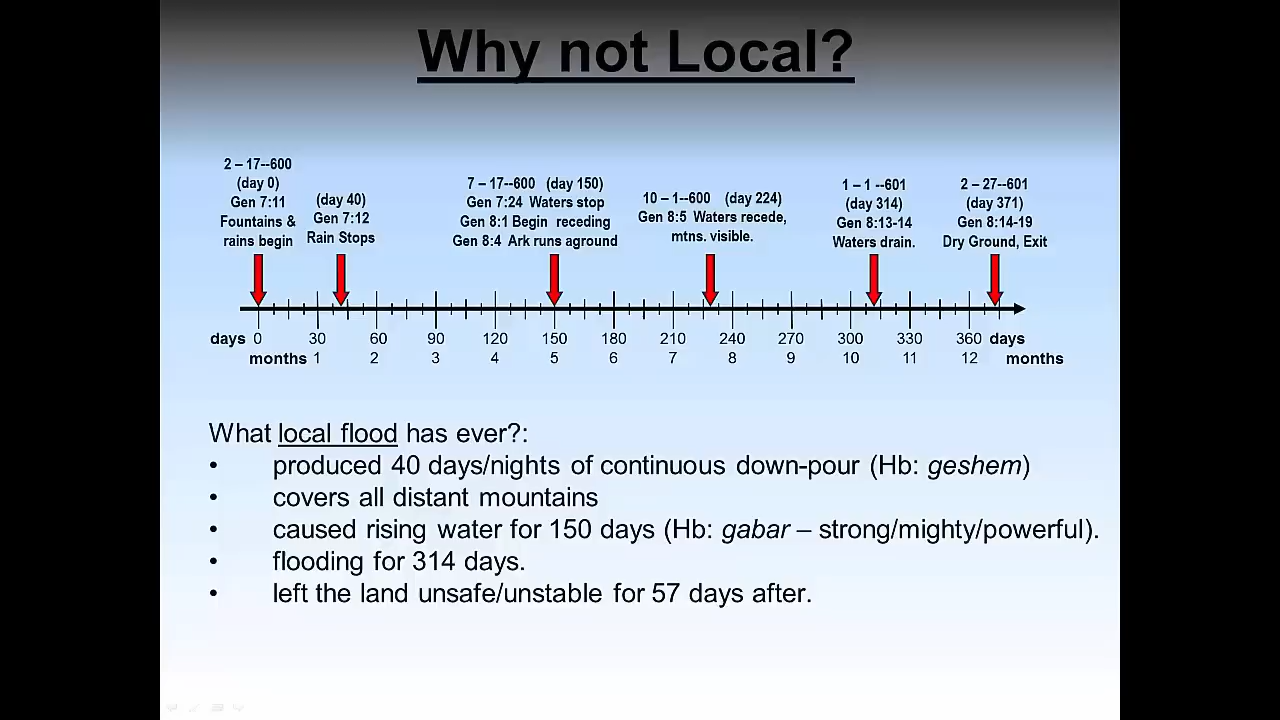 Why not Local?
2 – 17--600
(day 0)
Gen 7:11
Fountains &
rains begin
(day 40)
Gen 7:12
Rain Stops
7 – 17--600 (day 150)
Gen 7:24 Waters stop
Gen 8:1 Begin receding
Gen 8:4 Ark runs aground
10 – 1--600 (day 224)
Gen 8:5 Waters recede,
mtns. visible.
1 – 1 --601
(day 314)
Gen 8:13-14
Waters drain.
2 – 27--601
(day 371)
Gen 8:14-19
Dry Ground, Exit
days 0 30 60 90 120 150 180 210 240 270 300 330 360 days
months 1 2 3 4 5 6 7 8 9 10 11 12 months
What local flood has ever?:
• produced 40 days/nights of continuous down-pour (Hb: geshem)
• covers all distant mountains
• caused rising water for 150 days (Hb: gabar – strong/mighty/powerful).
• flooding for 314 days.
• left the land unsafe/unstable for 57 days after.